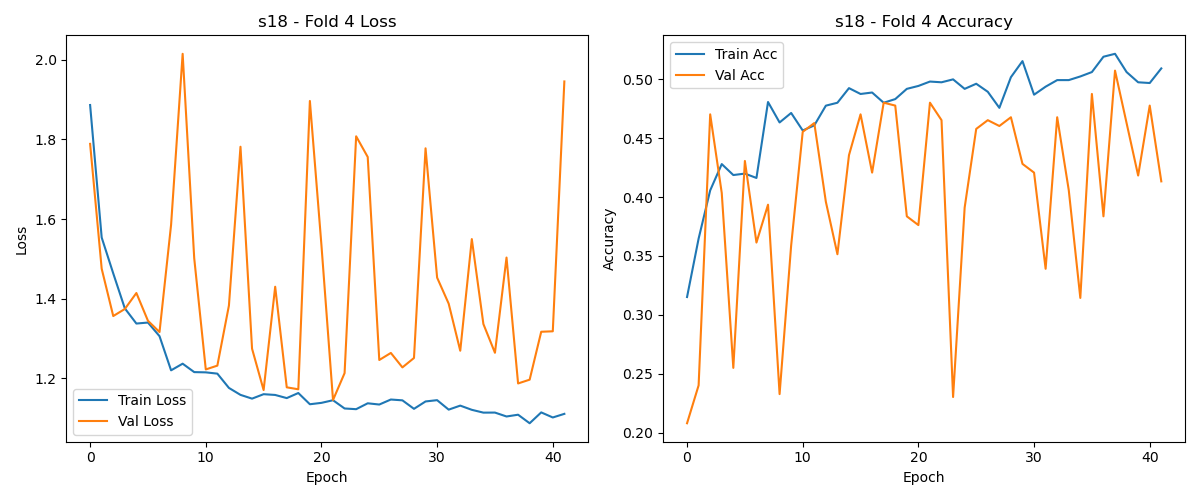 s18 - Fold 4 Loss
Loss
2.0
1.8
1.6
1.4
1.2
Train Loss
Val Loss
0
10
20
30
40
Epoch
s18 - Fold 4 Accuracy
Accuracy
0.50
0.45
0.40
0.35
0.30
0.25
0.20
Train Acc
Val Acc
0
10
20
30
40
Epoch